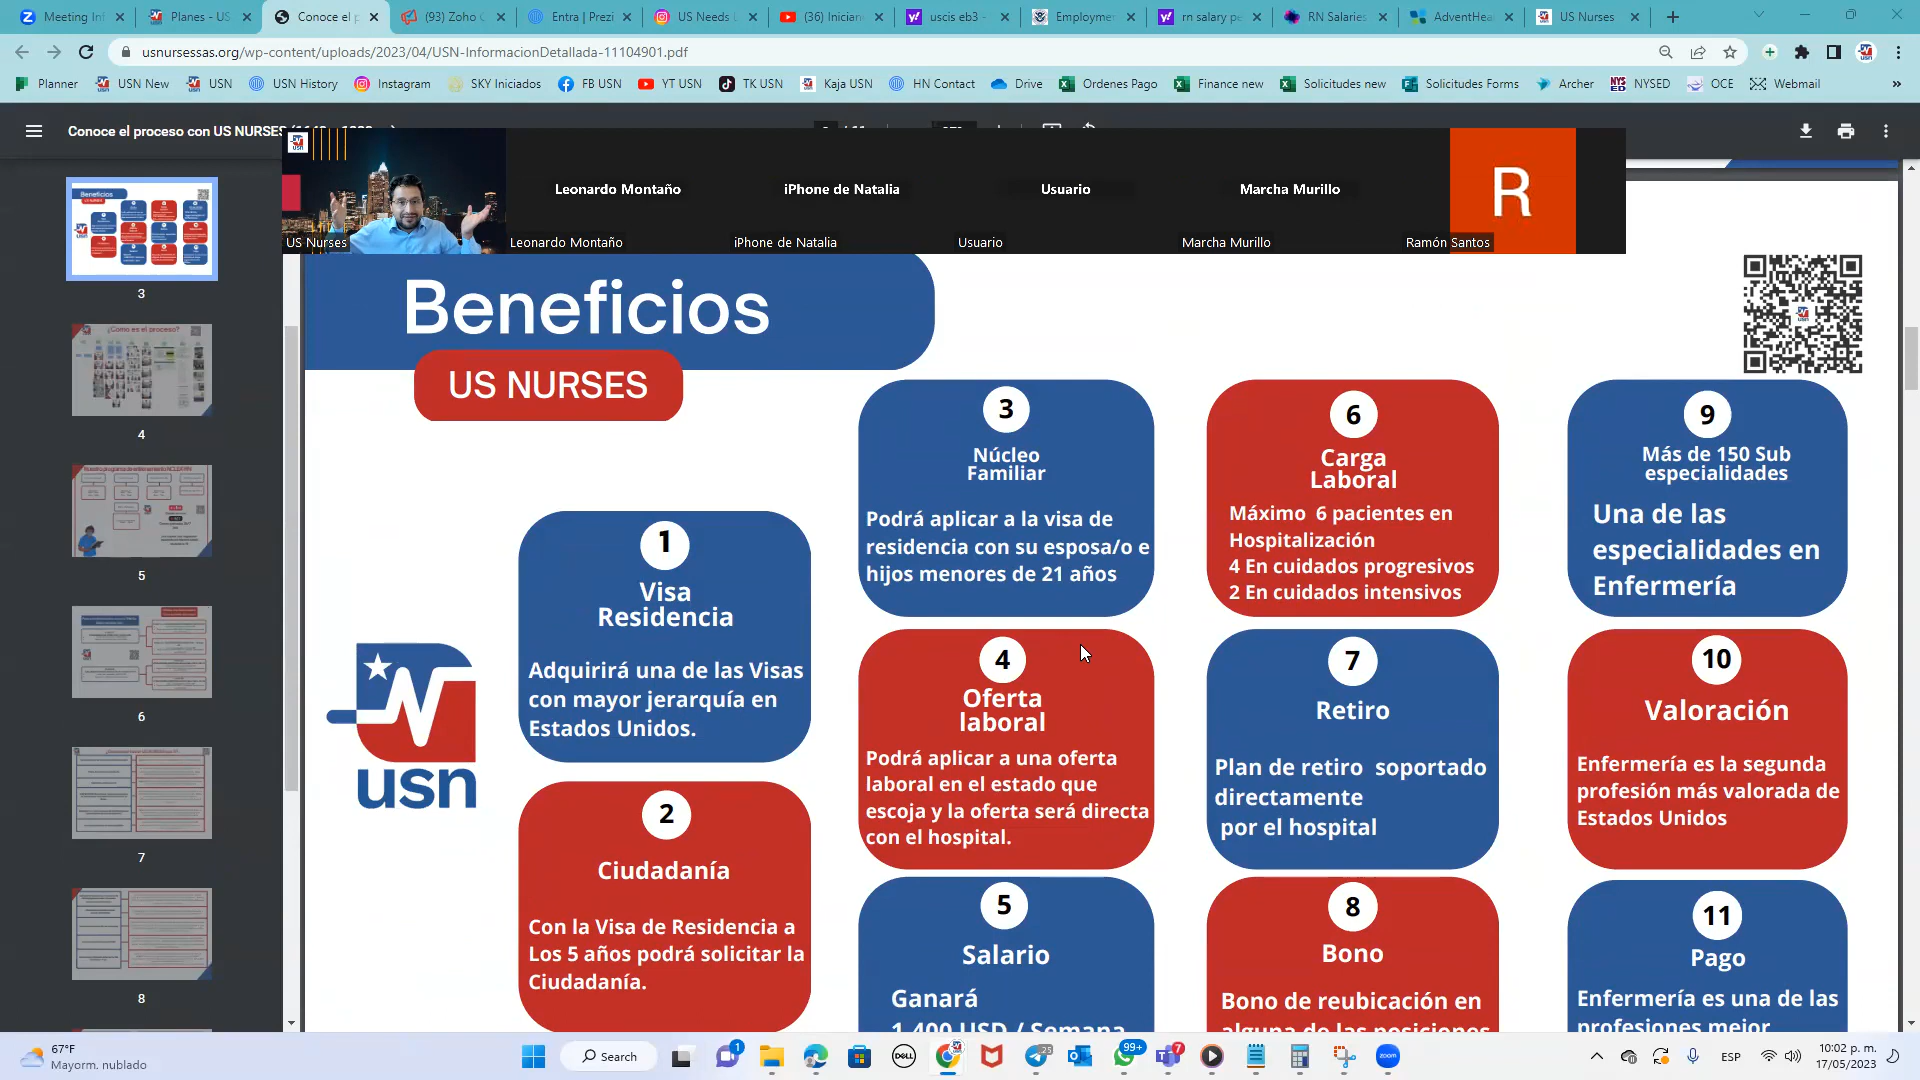 Meeting Inf
Planes - US
Conoce el p
(93) Zoho C
Entra | Prezi
US Needs L
(36) Inician
uscis eb3 -
Employmen
rn salary pe
RN Salaries
AdventHea
US Nurses
usnursessas.org/wp-content/uploads/2023/04/USN-InformacionDetallada-11104901.pdf
Planner
USN New
USN
USN History
Instagram
SKY Iniciados
FB USN
YT USN
TK USN
Kaja USN
HN Contact
Drive
Ordenes Pago
Finance new
Solicitudes new
Solicitudes Forms
Archer
NYSED
OCE
Webmail
Conoce el proceso con US NURSES
US Nurses
Leonardo Montaño
Leonardo Montaño
iPhone de Natalia
iPhone de Natalia
Usuario
Usuario
Marcha Murillo
Marcha Murillo
R
Ramón Santos
3
4
5
6
7
8
Beneficios
US NURSES
usn
1
Visa
Residencia
Adquirirá una de las Visas
con mayor jerarquía en
Estados Unidos.
2
Ciudadanía
Con la Visa de Residencia a
Los 5 años podrá solicitar la
Ciudadanía.
3
Núcleo
Familiar
Podrá aplicar a la visa de
residencia con su esposa/o e
hijos menores de 21 años
4
Oferta
laboral
Podrá aplicar a una oferta
laboral en el estado que
escoja y la oferta será directa
con el hospital.
5
Salario
Ganará
1.400 USD / Semana
6
Carga
Laboral
Máximo 6 pacientes en
Hospitalización
4 En cuidados progresivos
2 En cuidados intensivos
7
Retiro
Plan de retiro soportado
directamente
por el hospital
8
Bono
Bono de reubicación en
alguna de las posiciones
9
Más de 150 Sub
especialidades
Una de las
especialidades en
Enfermería
10
Valoración
Enfermería es la segunda
profesión más valorada de
Estados Unidos
11
Pago
Enfermería es una de las
profesiones mejor
67°F
Mayorm. nublado
Search
ESP
10:02 p. m.
17/05/2023